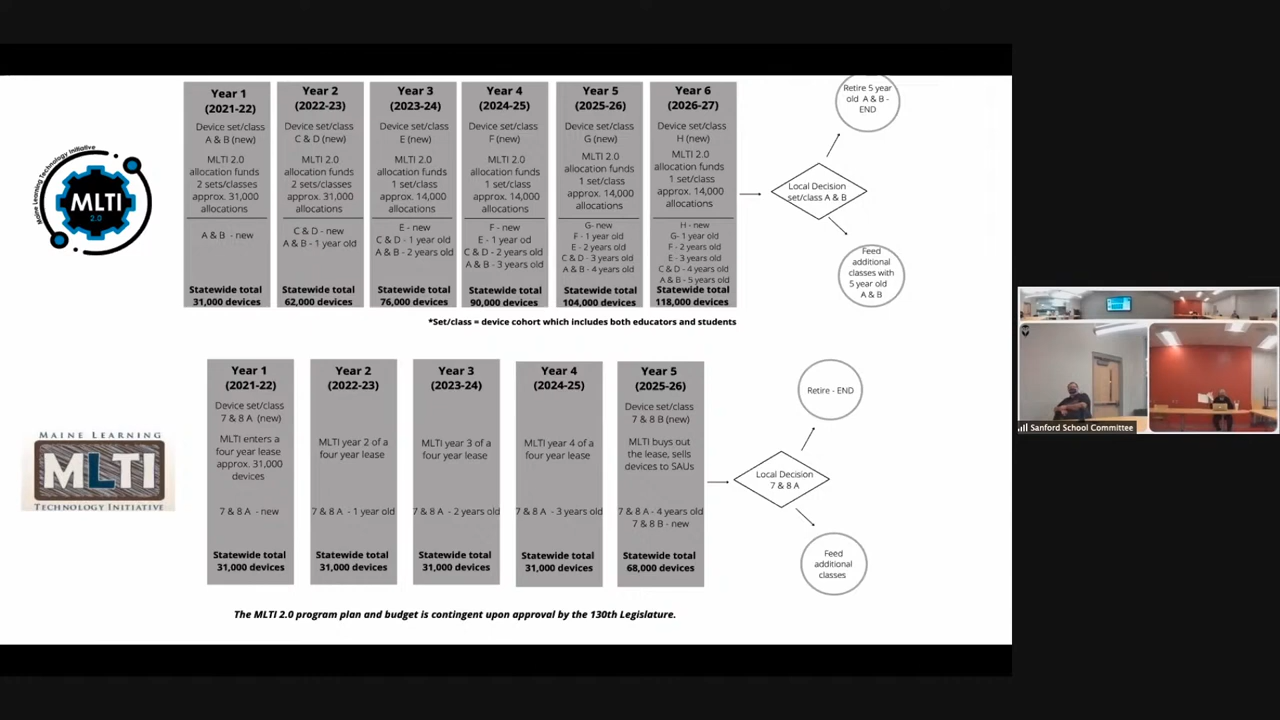 Year 1
(2021-22)
Device set/class
A & B (new)
MLTI 2.0
allocation funds
2 sets/classes
approx. 31,000
allocations
A & B - new
Statewide total
31,000 devices
Year 2
(2022-23)
Device set/class
C & D (new)
MLTI 2.0
allocation funds
2 sets/classes
approx. 31,000
allocations
C & D - new
A & B - 1 year old
Statewide total
62,000 devices
Year 3
(2023-24)
Device set/class
E (new)
MLTI 2.0
allocation funds
1 set/class
approx. 14,000
allocations
E - new
C & D - 1 year old
A & B - 2 years old
Statewide total
76,000 devices
Year 4
(2024-25)
Device set/class
F (new)
MLTI 2.0
allocation funds
1 set/class
approx. 14,000
allocations
F - new
E - 1 year od
C & D - 2 years old
A & B - 3 years old
Statewide total
90,000 devices
Year 5
(2025-26)
Device set/class
G (new)
MLTI 2.0
allocation funds
1 set/class
approx. 14,000
allocations
G- new
F - 1 year old
E - 2 years old
C & D - 3 years old
A & B - 4 years old
Statewide total
104,000 devices
Year 6
(2026-27)
Device set/class
H (new)
MLTI 2.0
allocation funds
1 set/class
approx. 14,000
allocations
H - new
G- 1 year old
F - 2 years old
E - 3 years old
C & D - 4 years old
A & B - 5 years old
Statewide total
118,000 devices
Retire 5 year
old A & B -
END
Local Decision
set/class A & B
Feed
additional
classes with
5 year old
A & B
Maine Learning Technology Initiative
MLTI
2.0
*Set/class = device cohort which includes both educators and students
MAINE LEARNING
MLTI
TECHNOLOGY INITIATIVE
Year 1
(2021-22)
Device set/class
7 & 8 A (new)
MLTI enters a
four year lease
approx. 31,000
devices
7 & 8 A - new
Statewide total
31,000 devices
Year 2
(2022-23)
MLTI year 2 of a
four year lease
7 & 8 A - 1 year old
Statewide total
31,000 devices
Year 3
(2023-24)
MLTI year 3 of a
four year lease
7 & 8 A - 2 years old
Statewide total
31,000 devices
Year 4
(2024-25)
MLTI year 4 of a
four year lease
7 & 8 A - 3 years old
Statewide total
31,000 devices
Year 5
(2025-26)
Device set/class
7 & 8 B (new)
MLTI buys out
the lease, sells
devices to SAUs
7 & 8 A - 4 years old
7 & 8 B - new
Statewide total
68,000 devices
Retire - END
Local Decision
7 & 8 A
Feed
additional
classes
The MLTI 2.0 program plan and budget is contingent upon approval by the 130th Legislature.
Sanford School Committee